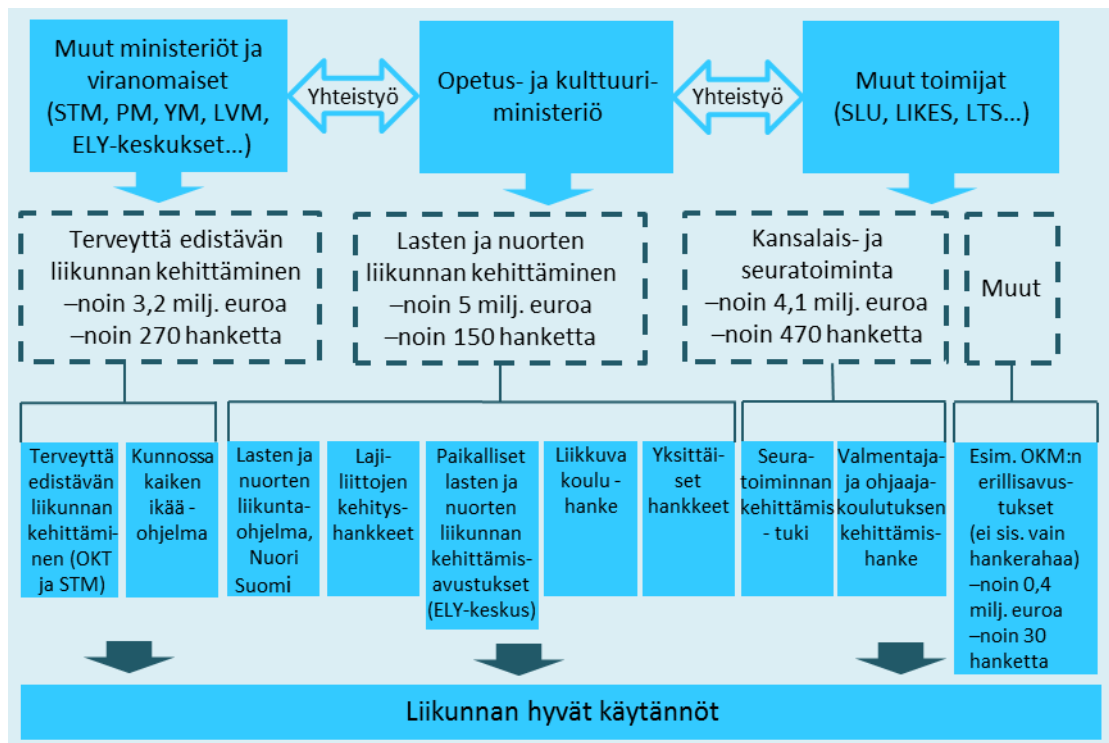 Muut ministeriöt ja
viranomaiset
(STM, PM, YM, LVM,
ELY-keskukset...)
Yhteistyö
Opetus- ja kulttuuri-
ministeriö
Yhteistyö
Muut toimijat
(SLU, LIKES, LTS...)
Terveyttä edistävän
liikunnan kehittäminen
–noin 3,2 milj. euroa
–noin 270 hanketta
Lasten ja nuorten
liikunnan kehittäminen
–noin 5 milj. euroa
–noin 150 hanketta
Kansalais- ja
seuratoiminta
–noin 4,1 milj. euroa
–noin 470 hanketta
Muut
Terveyttä
edistävän
liikunnan
kehittämi-
nen (OKT
ja STM)
Kunnossa
kaiken
ikää -
ohjelma
Lasten ja
nuorten
liikunta-
ohjelma,
Nuori
Suomi
Laji-
liittojen
kehitys-
hankkeet
Paikalliset
lasten ja
nuorten
liikunnan
kehittämis-
avustukset
(ELY-keskus)
Liikkuva
koulu -
hanke
Yksittäi-
set
hankkeet
Seura-
toiminnan
kehittämis
- tuki
Valmentaja-
ja ohjaaja-
koulutuksen
kehittämis-
hanke
Esim. OKM:n
erillisavus-
tukset
(ei sis. vain
hankerahaa)
–noin 0,4
milj. euroa
–noin 30
hanketta
Liikunnan hyvät käytännöt